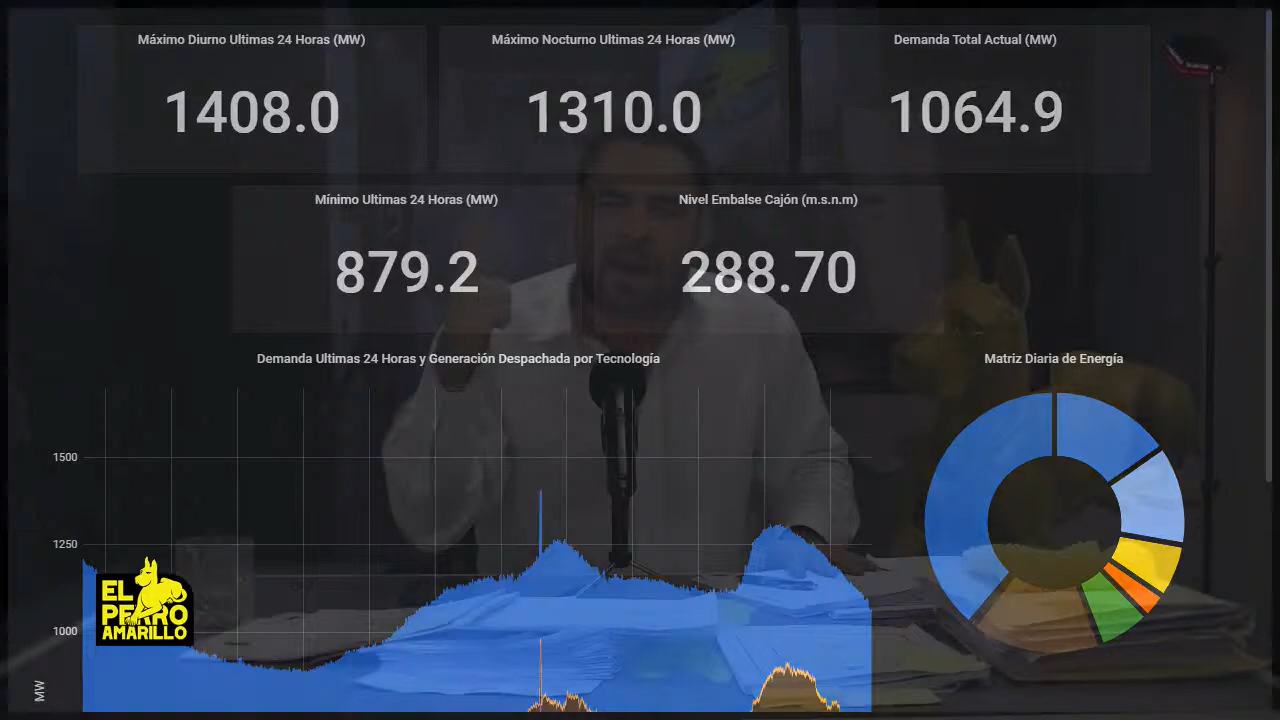 Máximo Diurno Ultimas 24 Horas (MW)
1408.0
Máximo Nocturno Ultimas 24 Horas (MW)
1310.0
Demanda Total Actual (MW)
1064.9
Mínimo Ultimas 24 Horas (MW)
879.2
Nivel Embalse Cajón (m.s.n.m)
288.70
Demanda Ultimas 24 Horas y Generación Despachada por Tecnología
Matriz Diaria de Energía
1500
1250
1000
MW
EL
PERRO
AMARILLO